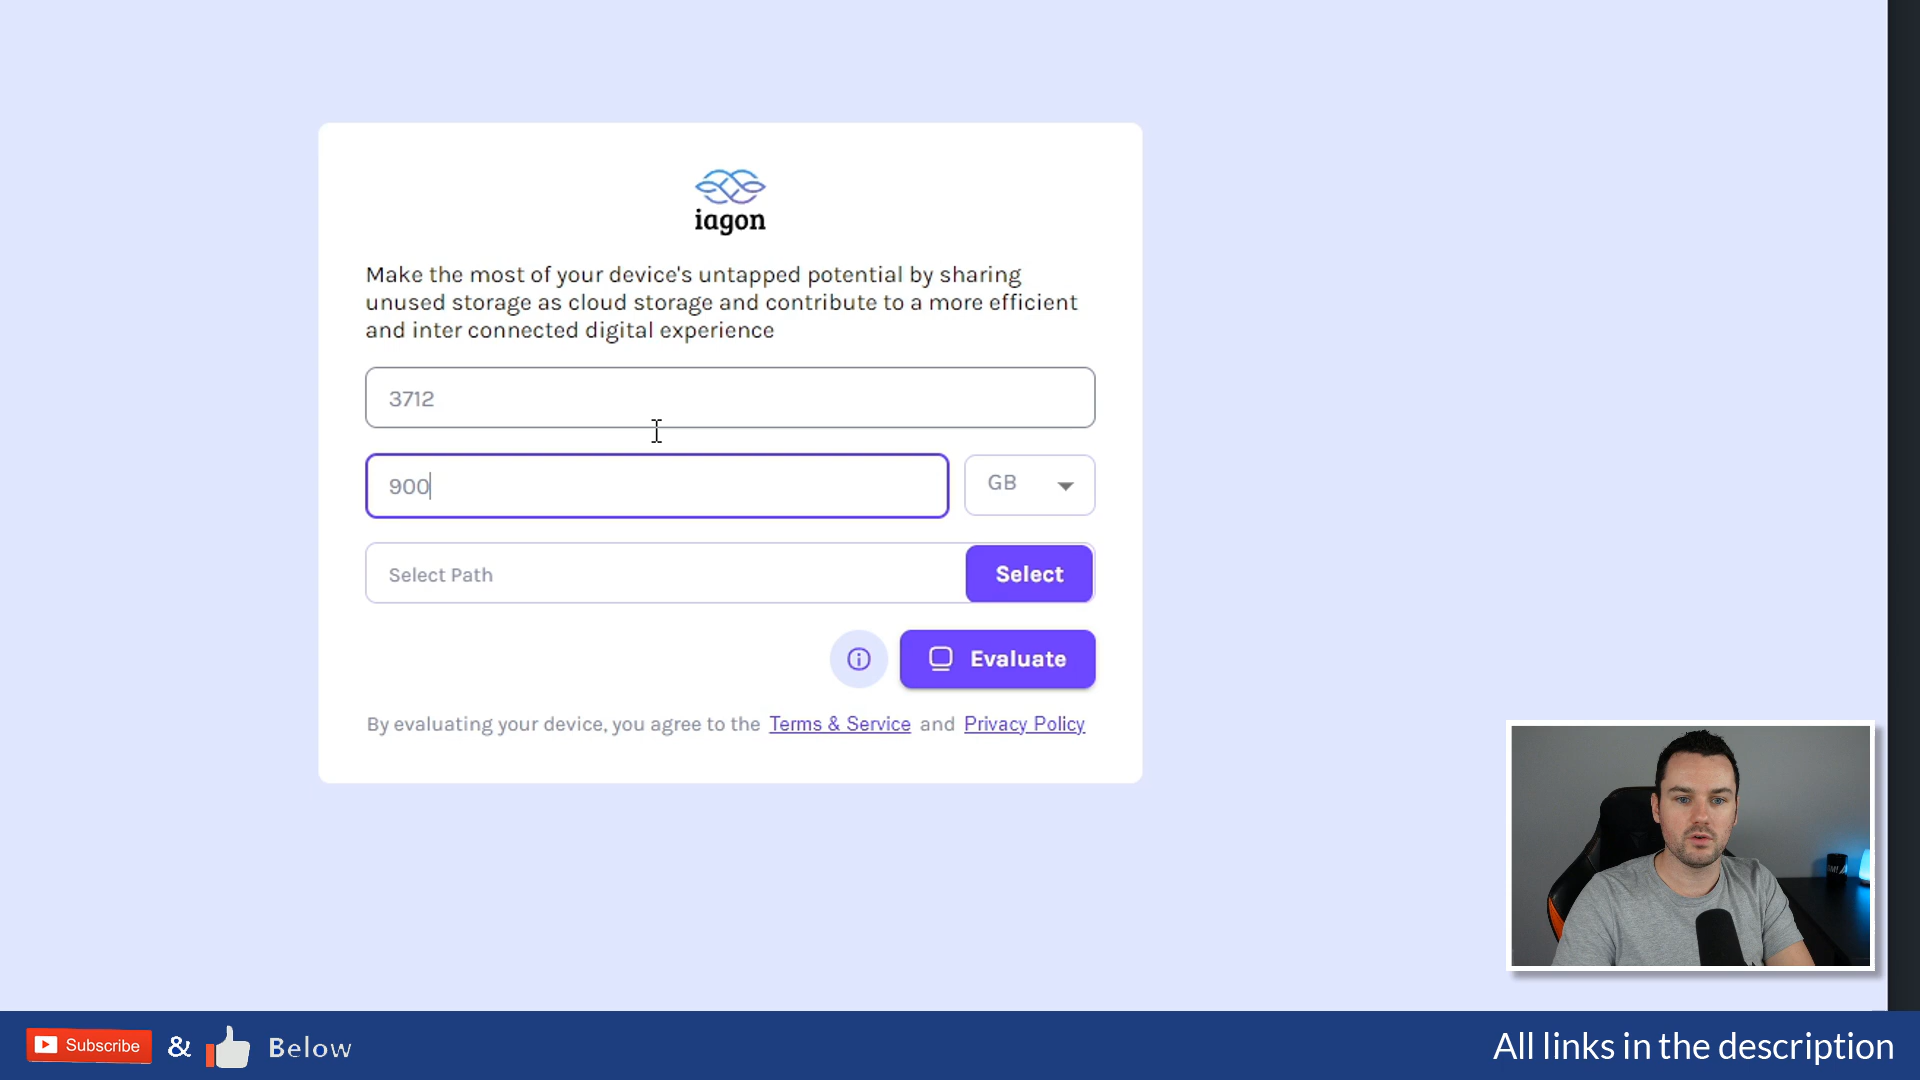 iagon
Make the most of your device's untapped potential by sharing
unused storage as cloud storage and contribute to a more efficient
and inter connected digital experience
3712
900
GB
Select Path
Select
Evaluate
By evaluating your device, you agree to the Terms & Service and Privacy Policy
Subscribe & Below
All links in the description